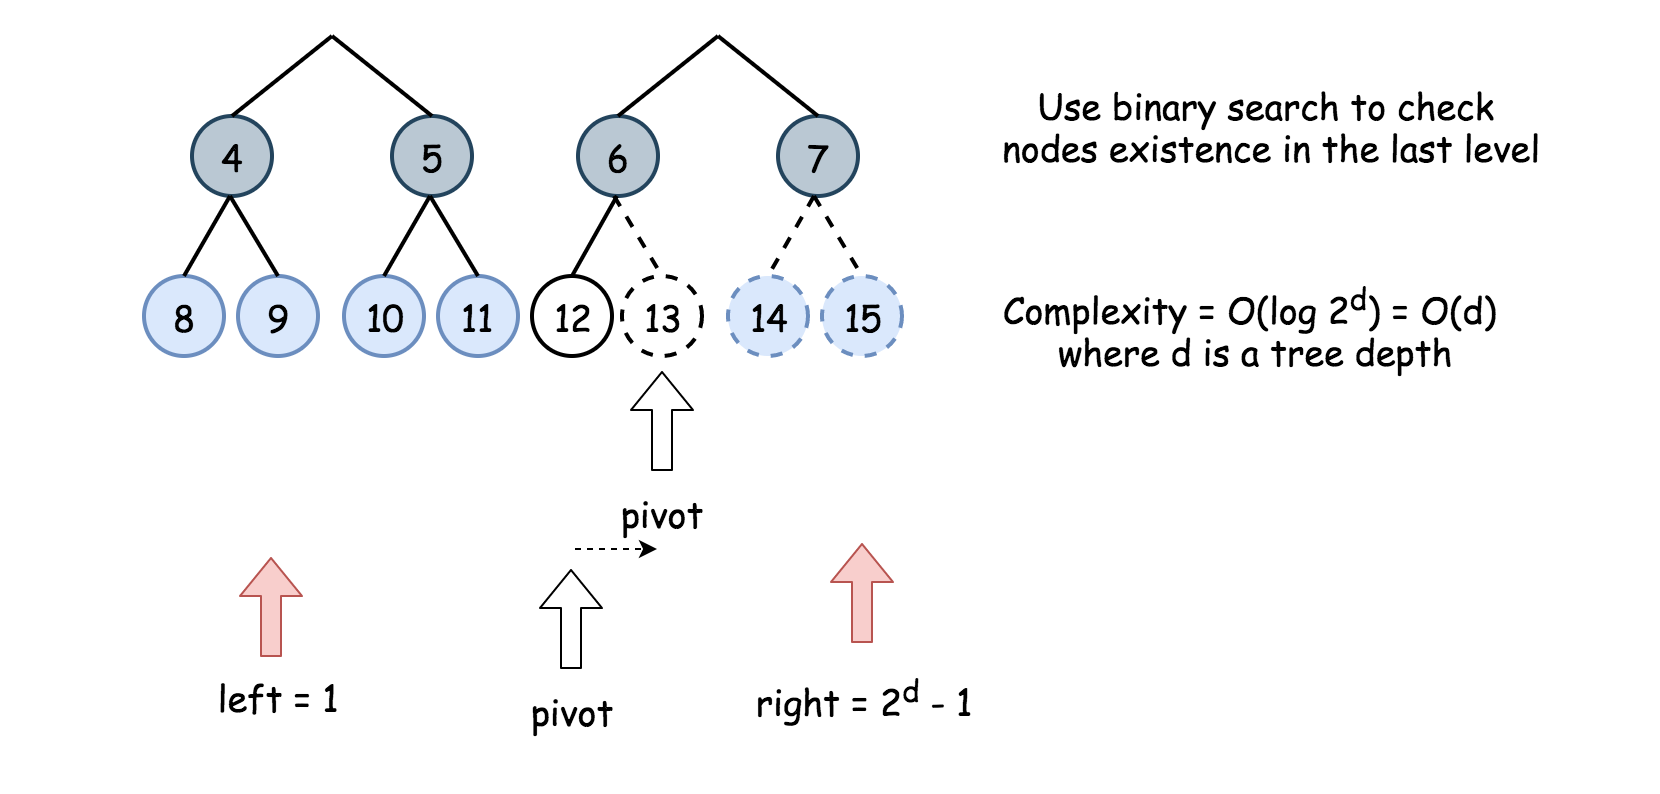 4 5 6 7
Use binary search to check
nodes existence in the last level
8 9 10 11 12 13 14 15
Complexity = O(log 2^d) = O(d)
where d is a tree depth
pivot
left = 1
pivot
right = 2^d - 1